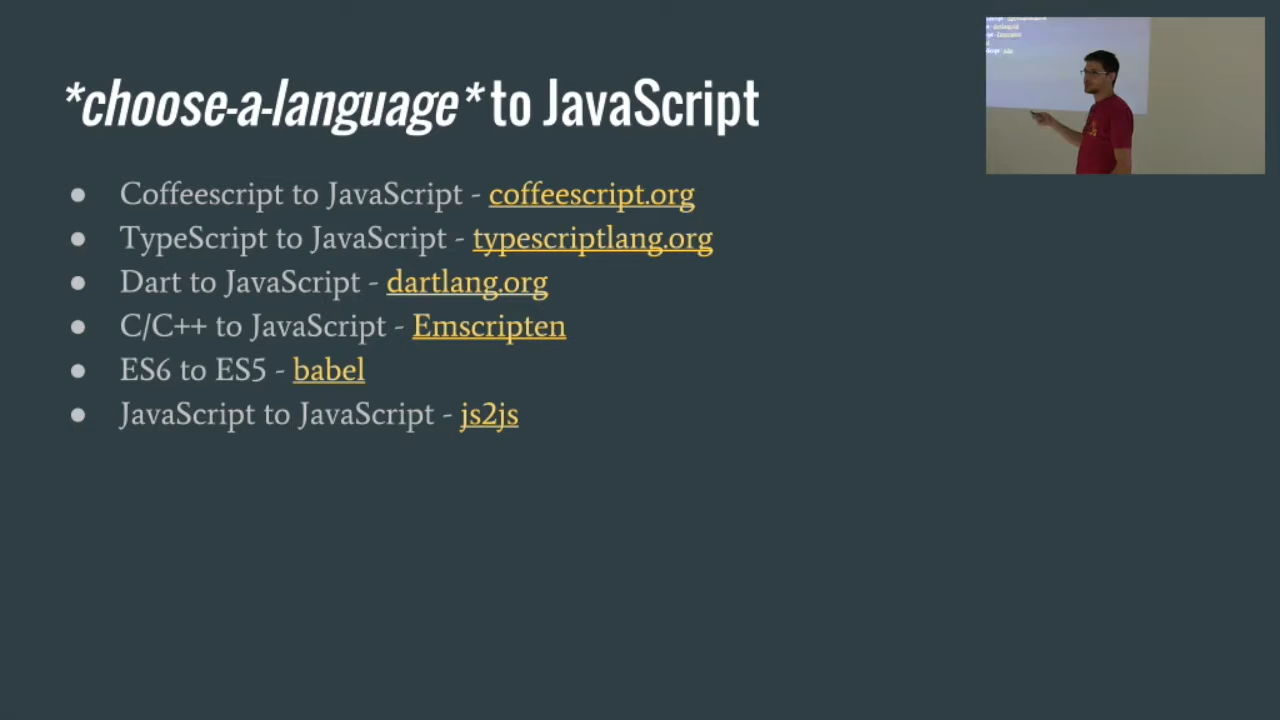 *choose-a-language* to JavaScript
● Coffeescript to JavaScript - coffeescript.org
● TypeScript to JavaScript - typescriptlang.org
● Dart to JavaScript - dartlang.org
● C/C++ to JavaScript - Emscripten
● ES6 to ES5 - babel
● JavaScript to JavaScript - js2js